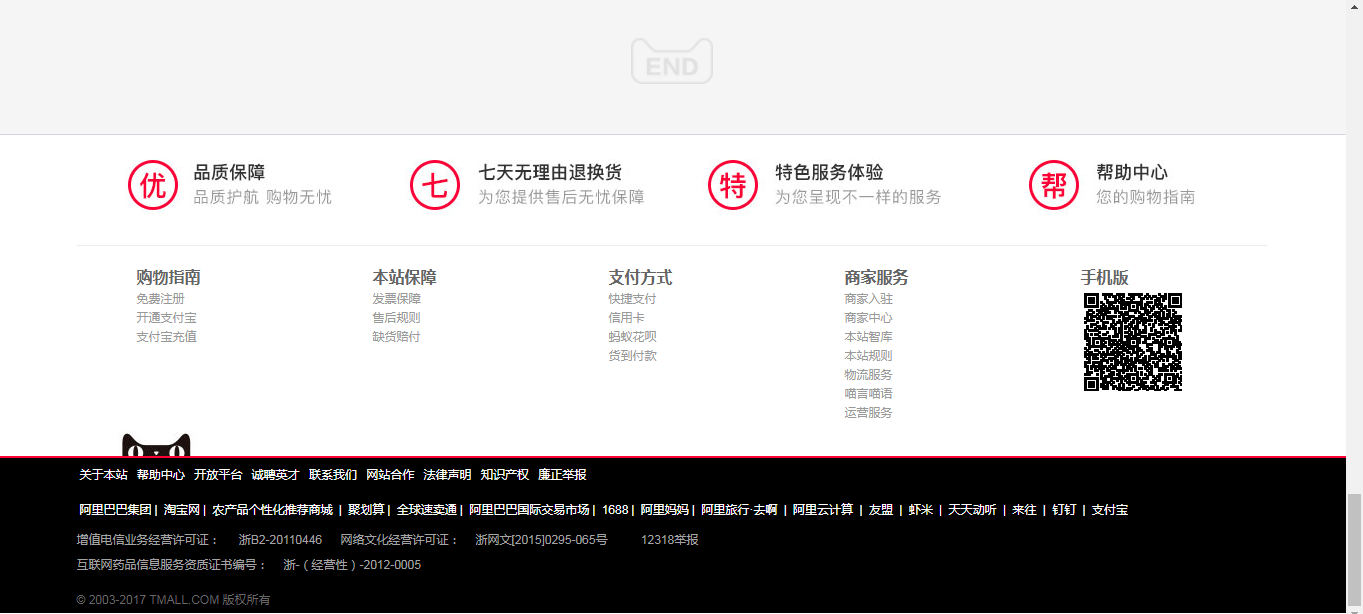 END
优 品质保障
品质护航 购物无忧
七 七天无理由退换货
为您提供售后无忧保障
特 特色服务体验
为您呈现不一样的服务
帮 帮助中心
您的购物指南
购物指南
免费注册
开通支付宝
支付宝充值
本站保障
发票保障
售后规则
缺货赔付
支付方式
快捷支付
信用卡
蚂蚁花呗
货到付款
商家服务
商家入驻
商家中心
本站智库
本站规则
物流服务
喵言喵语
运营服务
手机版
关于本站 帮助中心 开放平台 诚聘英才 联系我们 网站合作 法律声明 知识产权 廉正举报
阿里巴巴集团 | 淘宝网 | 农产品个性化推荐商城 | 聚划算 | 全球速卖通 | 阿里巴巴国际交易市场 | 1688 | 阿里妈妈 | 阿里旅行·去啊 | 阿里云计算 | 友盟 | 虾米 | 天天动听 | 来往 | 钉钉 | 支付宝
增值电信业务经营许可证： 浙B2-20110446 网络文化经营许可证： 浙网文[2015]0295-065号 12318举报
互联网药品信息服务资质证书编号： 浙-（经营性）-2012-0005
© 2003-2017 TMALL.COM 版权所有